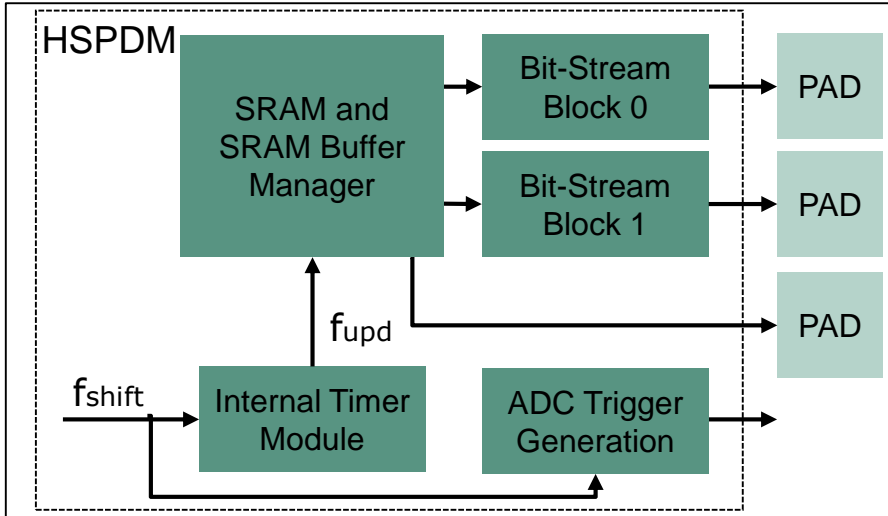 HSPDM
SRAM and
SRAM Buffer
Manager
Bit-Stream
Block 0
PAD
Bit-Stream
Block 1
PAD
PAD
fupd
fshift
Internal Timer
Module
ADC Trigger
Generation